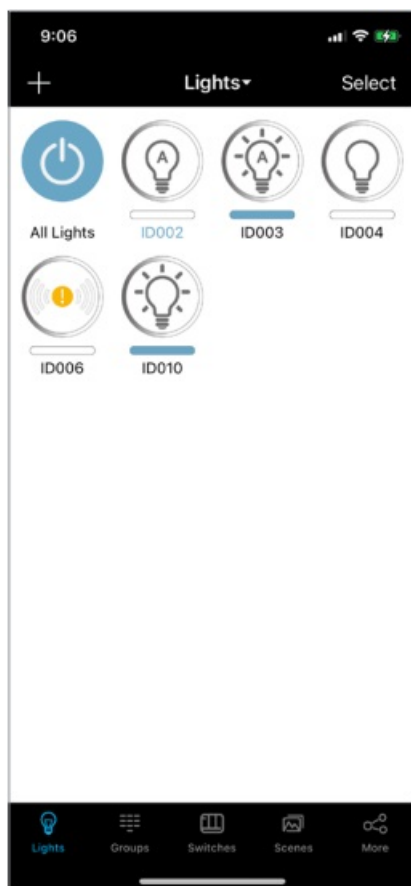 9:06
+ Lights▾ Select
A A
All Lights ID002 ID003 ID004
!
ID006 ID010
Lights Groups Switches Scenes More